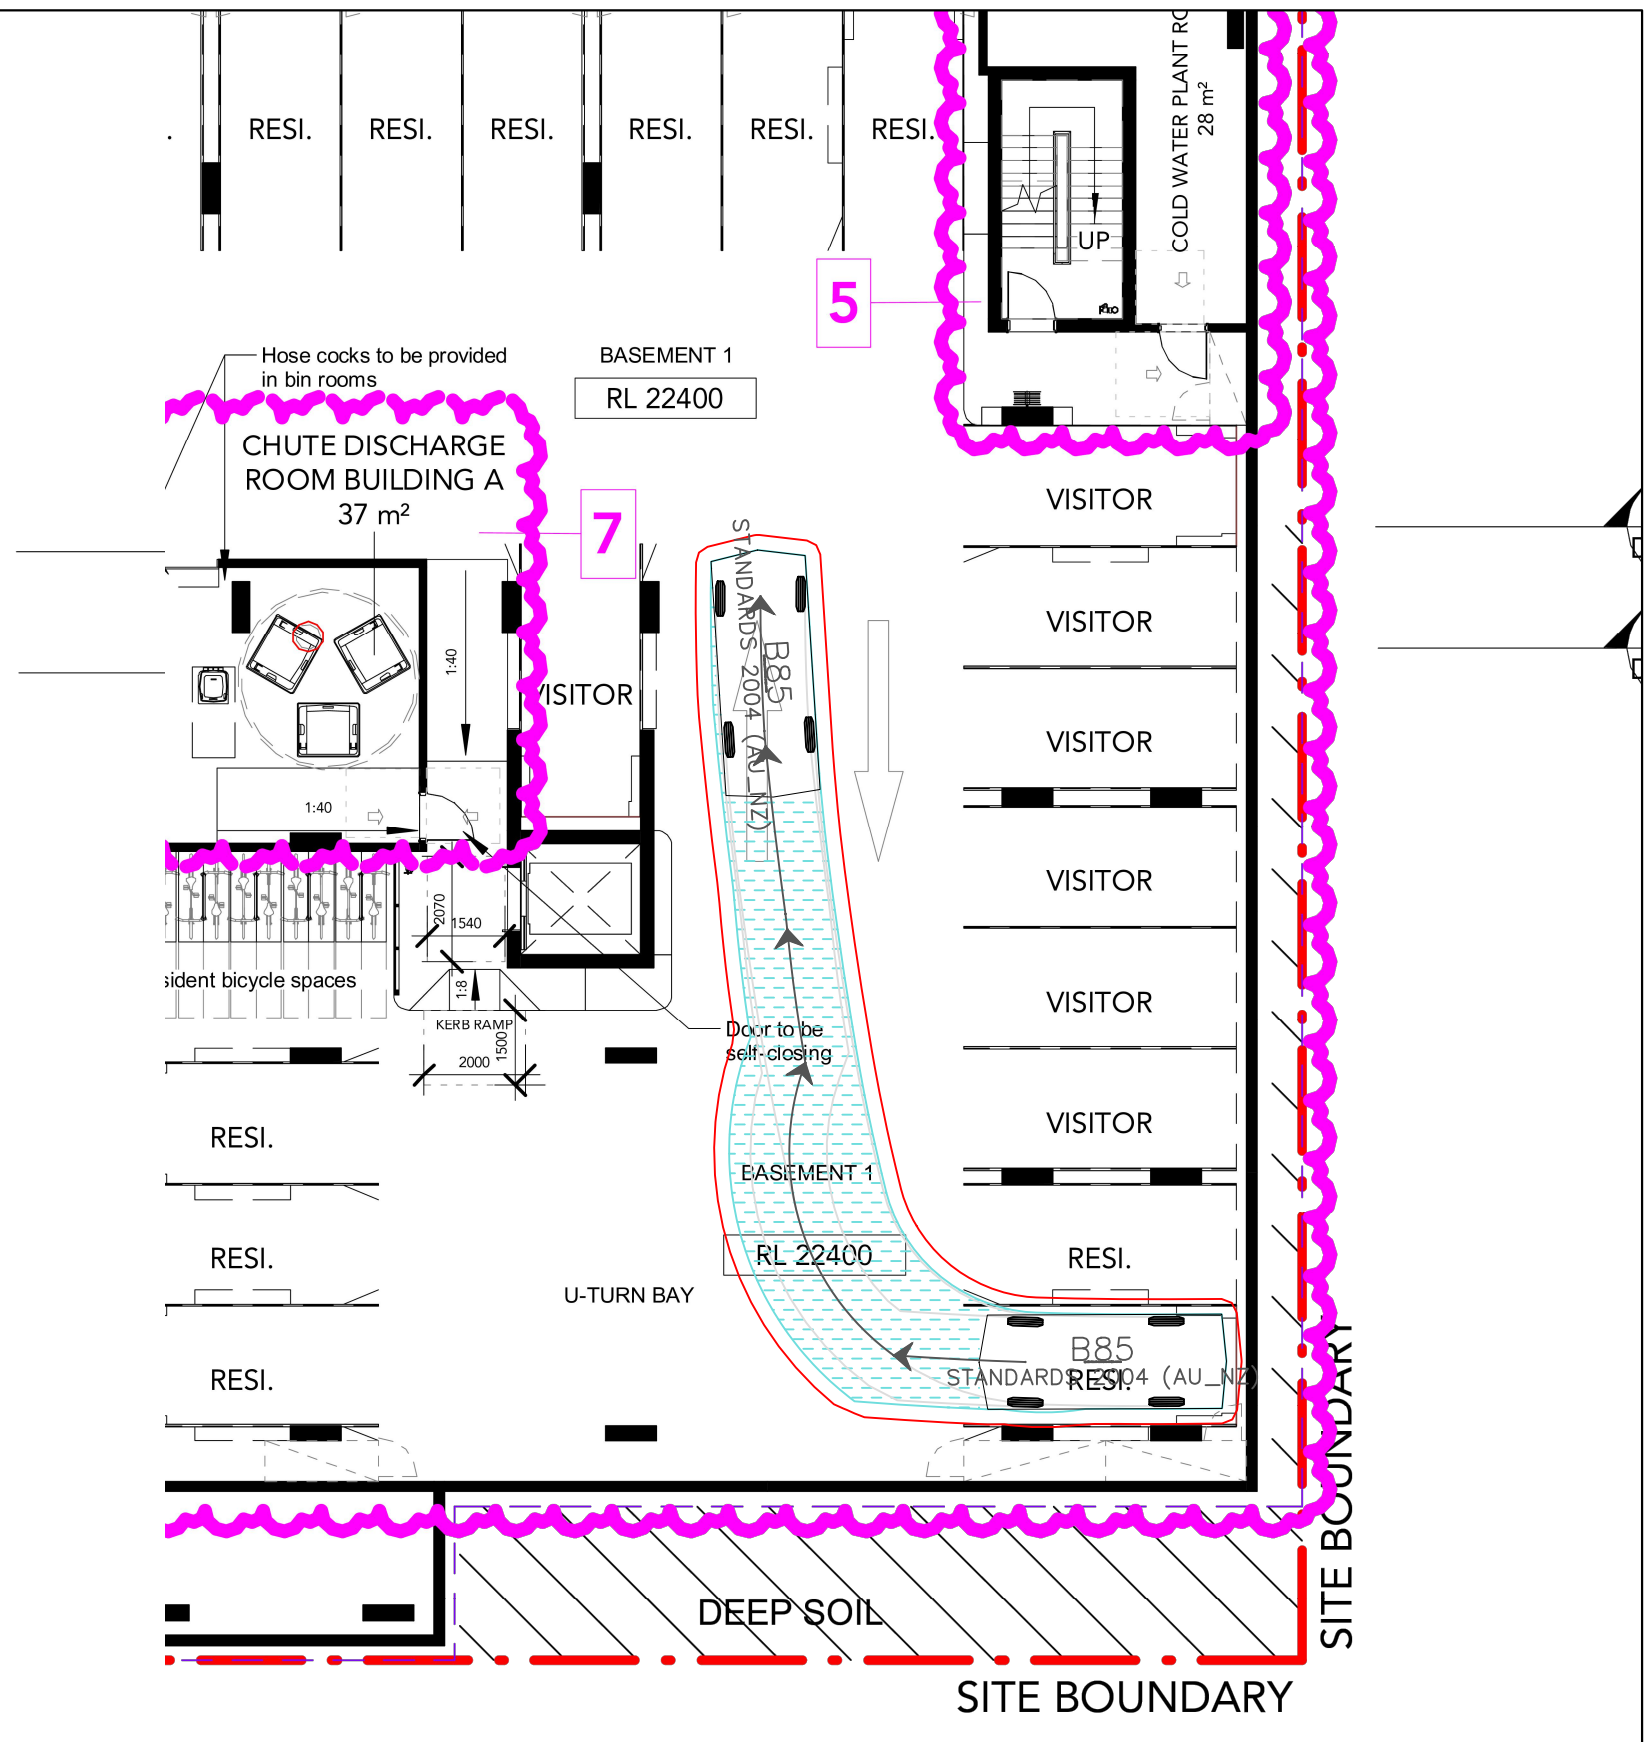 RESI.
RESI.
RESI.
RESI.
RESI.
RESI.
COLD WATER PLANT
28 m²
UP
5
Hose cocks to be provided
in bin rooms
BASEMENT 1
RL 22400
CHUTE DISCHARGE
ROOM BUILDING A
37 m²
7
VISITOR
VISITOR
VISITOR
VISITOR
VISITOR
VISITOR
VISITOR
1:40
1:40
B85
STANDARDS 2004 (AU_NZ)
2070
1540
1:8
KERB RAMP
1500
2000
bicycle spaces
Door to be
self-closing
BASEMENT 1
RL 22400
U-TURN BAY
RESI.
RESI.
RESI.
RESI.
B85
STANDARDS 2004 (AU_NZ)
RESI.
DEEP SOIL
SITE BOUNDARY
SITE BOUNDARY